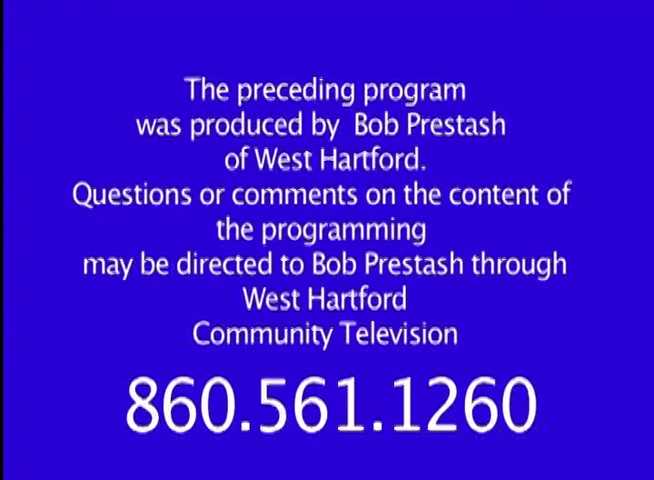 The preceding program
was produced by  Bob Prestash
of West Hartford.
Questions or comments on the content of
the programming
may be directed to Bob Prestash through
West Hartford
Community Television
860.561.1260